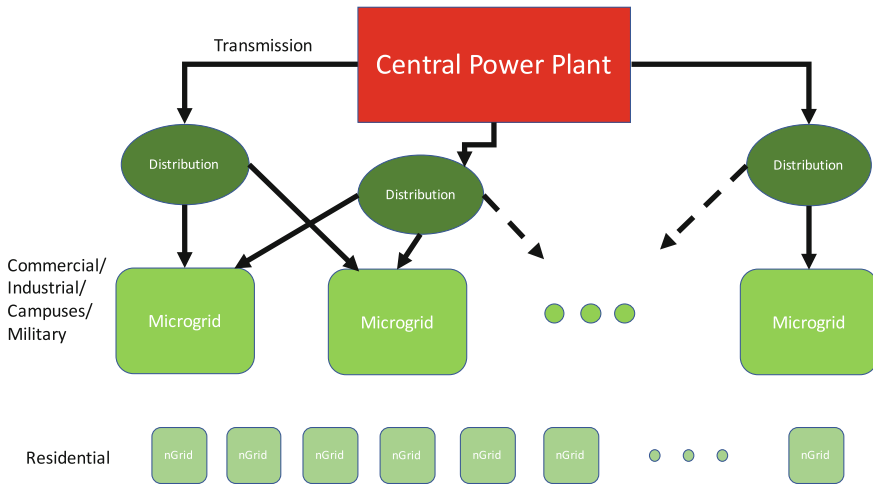 Transmission
Central Power Plant
Distribution
Distribution
Distribution
Commercial/
Industrial/
Campuses/
Military
Microgrid
Microgrid
Microgrid
Residential
nGrid
nGrid
nGrid
nGrid
nGrid
nGrid
nGrid